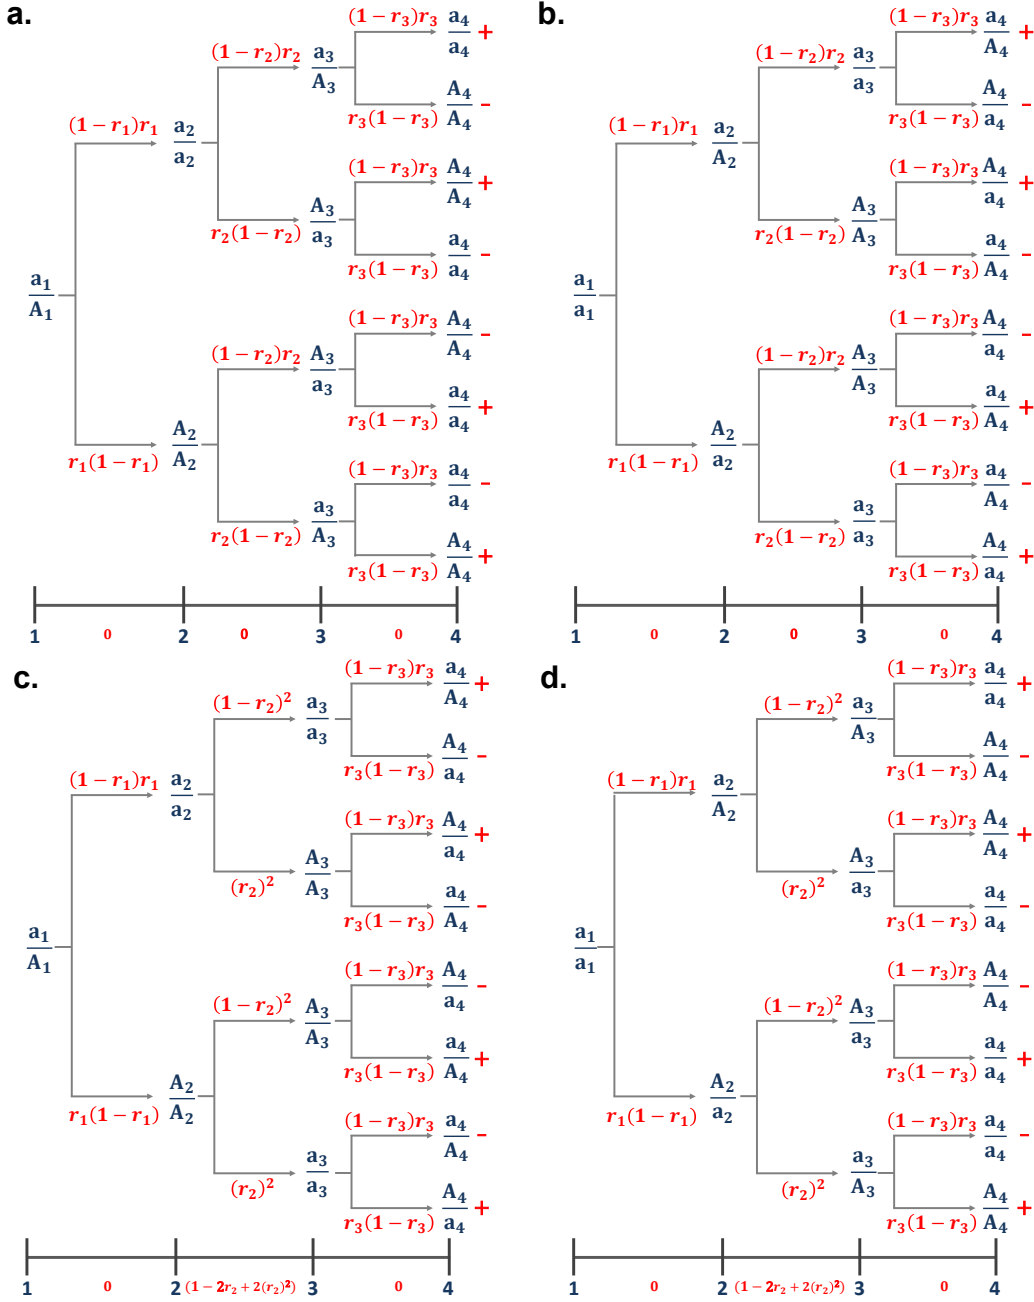 a.
(1 − r₁)r₁
r₁(1 − r₁)
(1 − r₂)r₂
r₂(1 − r₂)
(1 − r₂)r₂
r₂(1 − r₂)
(1 − r₃)r₃
r₃(1 − r₃)
(1 − r₃)r₃
r₃(1 − r₃)
(1 − r₃)r₃
r₃(1 − r₃)
(1 − r₃)r₃
r₃(1 − r₃)
a₁
A₁
a₂
a₂
A₂
A₂
a₃
A₃
A₃
a₃
A₃
a₃
a₃
A₃
a₄ +
a₄
A₄ −
A₄
A₄ +
A₄
a₄ −
a₄
A₄ −
A₄
a₄ +
a₄
a₄ −
a₄
A₄ +
A₄
1 0 2 0 3 0 4
b.
(1 − r₁)r₁
r₁(1 − r₁)
(1 − r₂)r₂
r₂(1 − r₂)
(1 − r₂)r₂
r₂(1 − r₂)
(1 − r₃)r₃
r₃(1 − r₃)
(1 − r₃)r₃
r₃(1 − r₃)
(1 − r₃)r₃
r₃(1 − r₃)
(1 − r₃)r₃
r₃(1 − r₃)
a₁
a₁
a₂
A₂
A₂
a₂
a₃
a₃
A₃
A₃
A₃
A₃
a₃
a₃
a₄ +
A₄
A₄ −
a₄
A₄ +
a₄
a₄ −
A₄
A₄ −
a₄
a₄ +
A₄
a₄ −
A₄
A₄ +
a₄
1 0 2 0 3 0 4
c.
(1 − r₁)r₁
r₁(1 − r₁)
(1 − r₂)²
(r₂)²
(1 − r₂)²
(r₂)²
(1 − r₃)r₃
r₃(1 − r₃)
(1 − r₃)r₃
r₃(1 − r₃)
(1 − r₃)r₃
r₃(1 − r₃)
(1 − r₃)r₃
r₃(1 − r₃)
a₁
A₁
a₂
a₂
A₂
A₂
a₃
a₃
A₃
A₃
A₃
A₃
a₃
a₃
a₄ +
A₄
A₄ −
a₄
A₄ +
a₄
a₄ −
A₄
A₄ −
a₄
a₄ +
A₄
a₄ −
A₄
A₄ +
a₄
1 0 2 (1 − 2r₂ + 2(r₂)²) 3 0 4
d.
(1 − r₁)r₁
r₁(1 − r₁)
(1 − r₂)²
(r₂)²
(1 − r₂)²
(r₂)²
(1 − r₃)r₃
r₃(1 − r₃)
(1 − r₃)r₃
r₃(1 − r₃)
(1 − r₃)r₃
r₃(1 − r₃)
(1 − r₃)r₃
r₃(1 − r₃)
a₁
a₁
a₂
A₂
A₂
a₂
a₃
A₃
A₃
a₃
A₃
a₃
a₃
A₃
a₄ +
a₄
A₄ −
A₄
A₄ +
A₄
a₄ −
a₄
A₄ −
A₄
a₄ +
a₄
a₄ −
a₄
A₄ +
A₄
1 0 2 (1 − 2r₂ + 2(r₂)²) 3 0 4